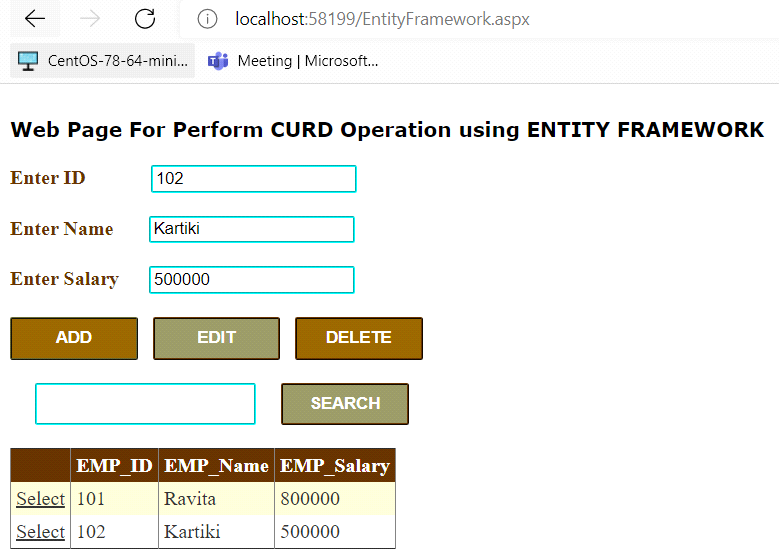 localhost:58199/EntityFramework.aspx
CentOS-78-64-mini... Meeting | Microsoft...
Web Page For Perform CURD Operation using ENTITY FRAMEWORK
Enter ID 102
Enter Name Kartiki
Enter Salary 500000
ADD EDIT DELETE
SEARCH
EMP_ID EMP_Name EMP_Salary
Select 101 Ravita 800000
Select 102 Kartiki 500000